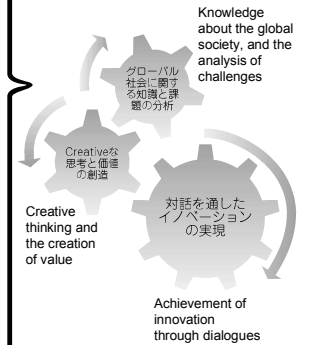 Knowledge
about the global
society, and the
analysis of
challenges
グローバル
社会に関す
る知識と課
題の分析
Creativeな
思考と価値
の創造
Creative
thinking and
the creation
of value
対話を通した
イノベーション
の実現
Achievement of
innovation
through dialogues